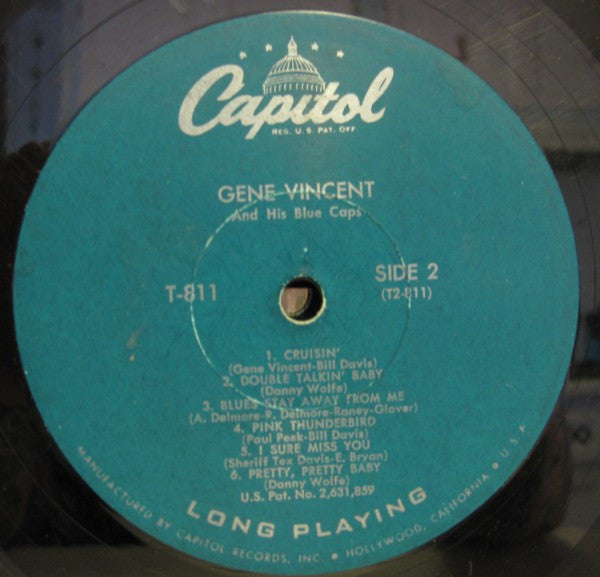 Capitol
REG. U.S. PAT. OFF
GENE VINCENT
And His Blue Caps
T-811
SIDE 2
(T2-811)
1. CRUISIN'
(Gene Vincent-Bill Davis)
2. DOUBLE TALKIN' BABY
(Danny Wolfe)
3. BLUES STAY AWAY FROM ME
(A. Delmore-R. Delmore-Raney-Glover)
4. PINK THUNDERBIRD
(Paul Peek-Bill Davis)
5. I SURE MISS YOU
(Sheriff Tex Davis-E. Bryan)
6. PRETTY, PRETTY BABY
(Danny Wolfe)
U.S. Pat. No. 2,631,859
LONG PLAYING
MANUFACTURED BY CAPITOL RECORDS, INC. • HOLLYWOOD, CALIFORNIA • U.S.A.